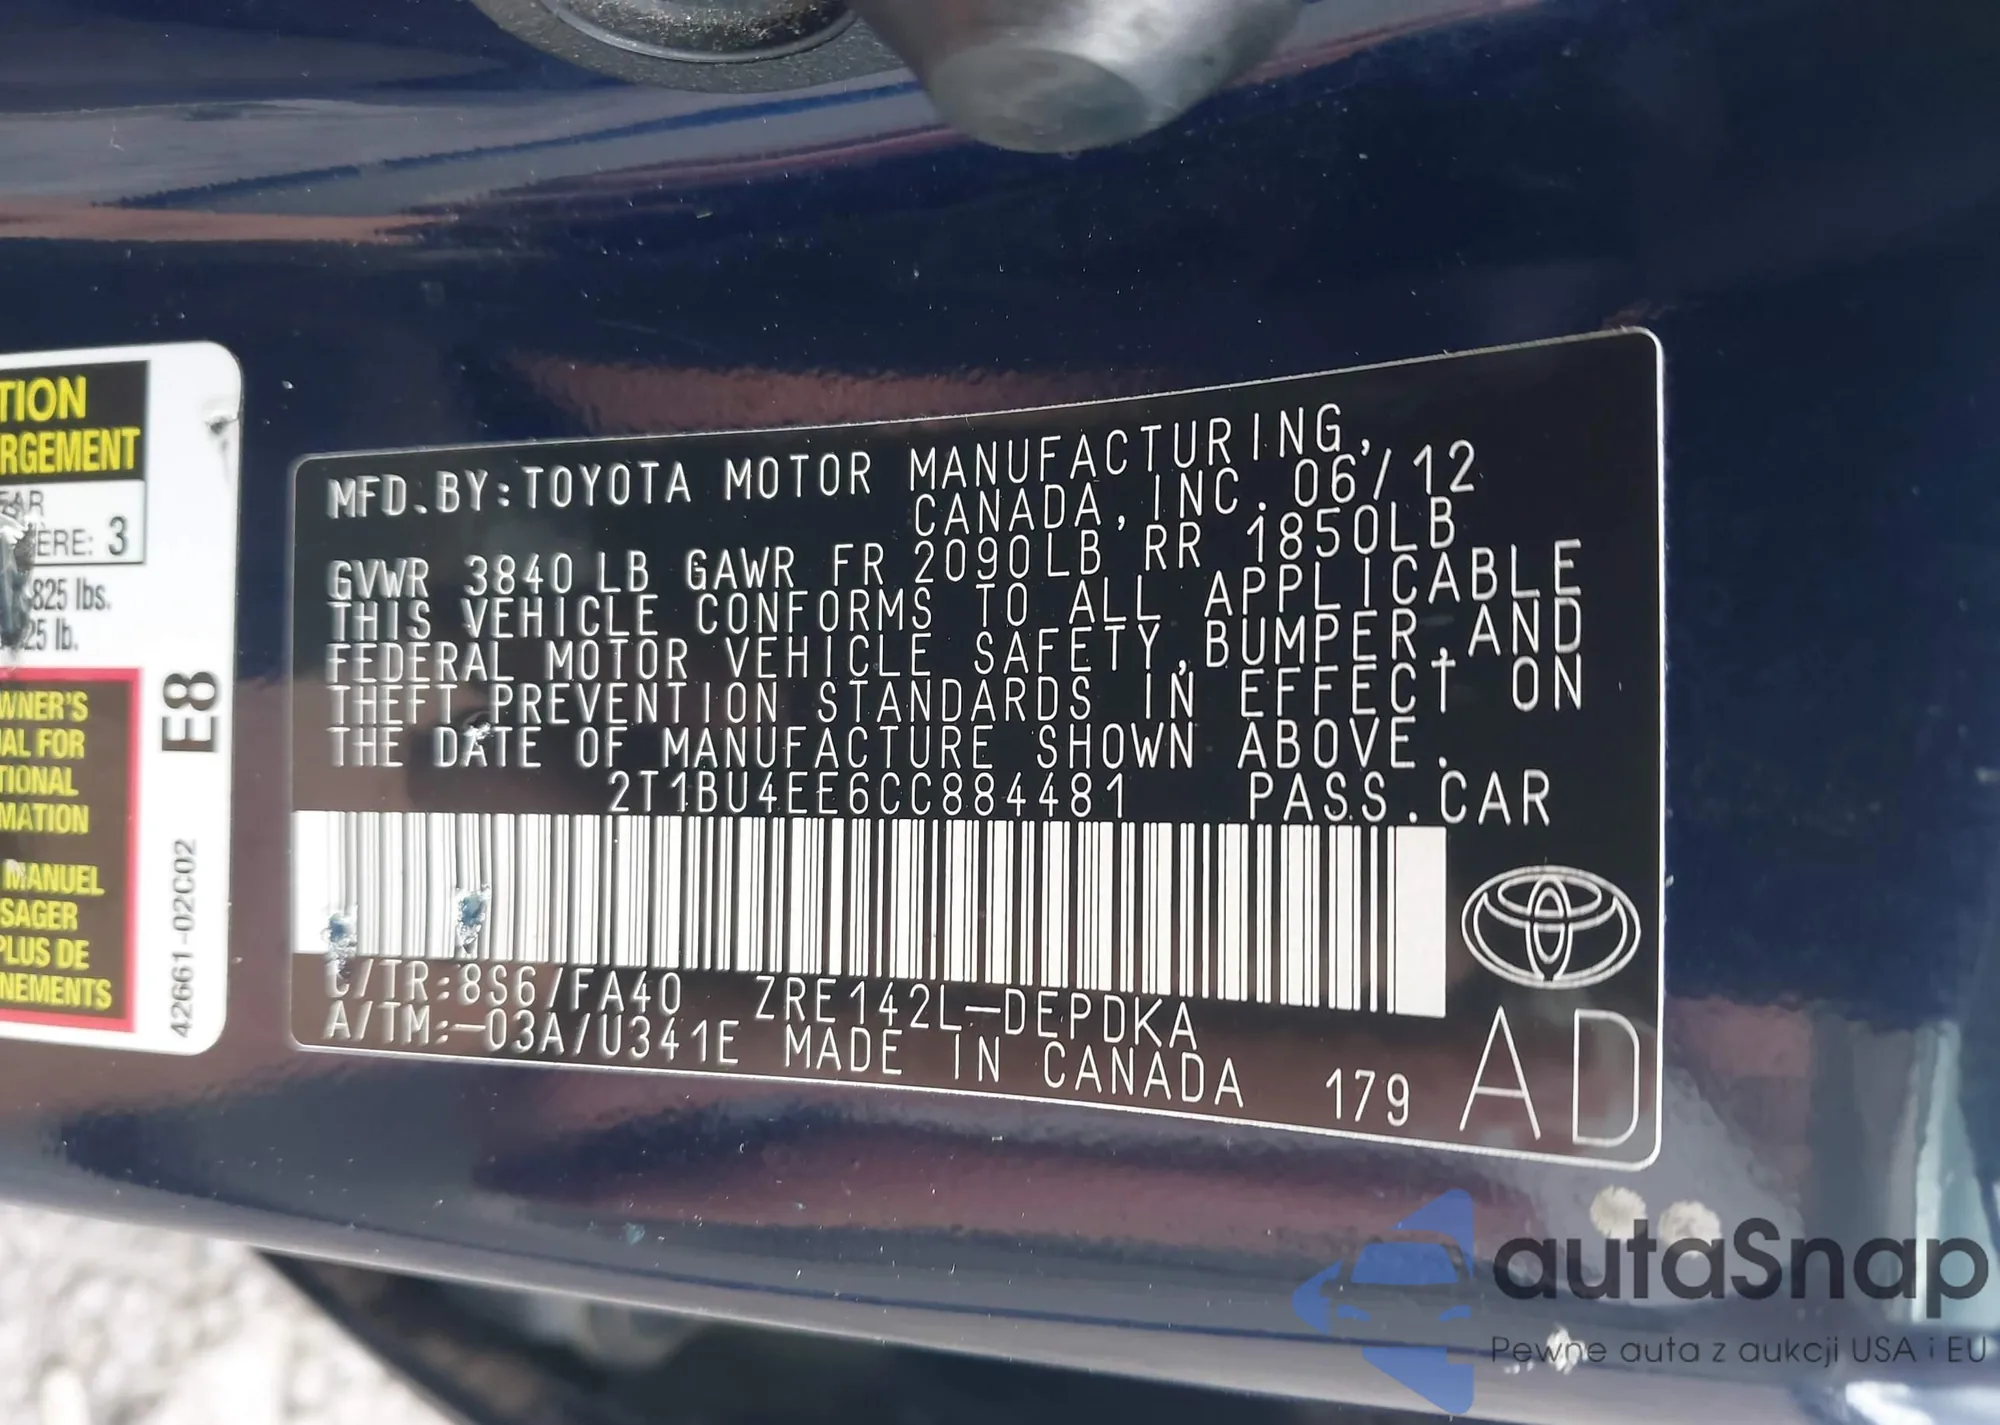 TION
RGEMENT
ÈRE: 3
825 lbs.
25 lb.
WNER'S
AL FOR
TIONAL
MATION
MANUEL
SAGER
PLUS DE
NEMENTS
E8
42661-02C02
MFD.BY:TOYOTA MOTOR MANUFACTURING,
CANADA,INC.06/12
GVWR 3840LB GAWR FR 2090LB RR 1850LB
THIS VEHICLE CONFORMS TO ALL APPLICABLE
FEDERAL MOTOR VEHICLE SAFETY,BUMPER,AND
THEFT PREVENTION STANDARDS IN EFFECT ON
THE DATE OF MANUFACTURE SHOWN ABOVE.
2T1BU4EE6CC884481 PASS.CAR
C/TR:8S6/FA40 ZRE142L-DEPDKA
A/TM:-03A/U341E MADE IN CANADA 179 AD
autaSnap
Pewne auta z aukcji USA i EU